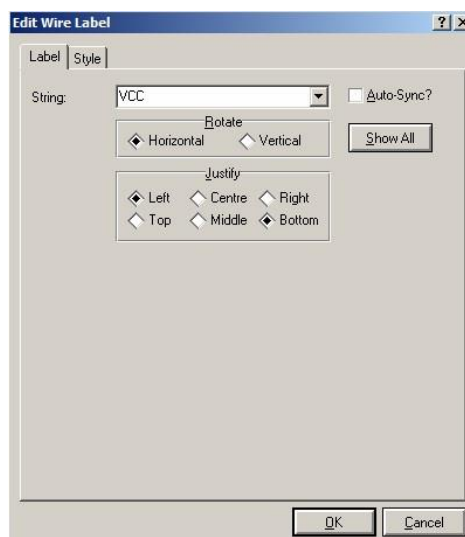 Edit Wire Label
Label Style
String: VCC Auto-Sync?
Rotate
Horizontal Vertical Show All
Justify
Left Centre Right
Top Middle Bottom
OK Cancel